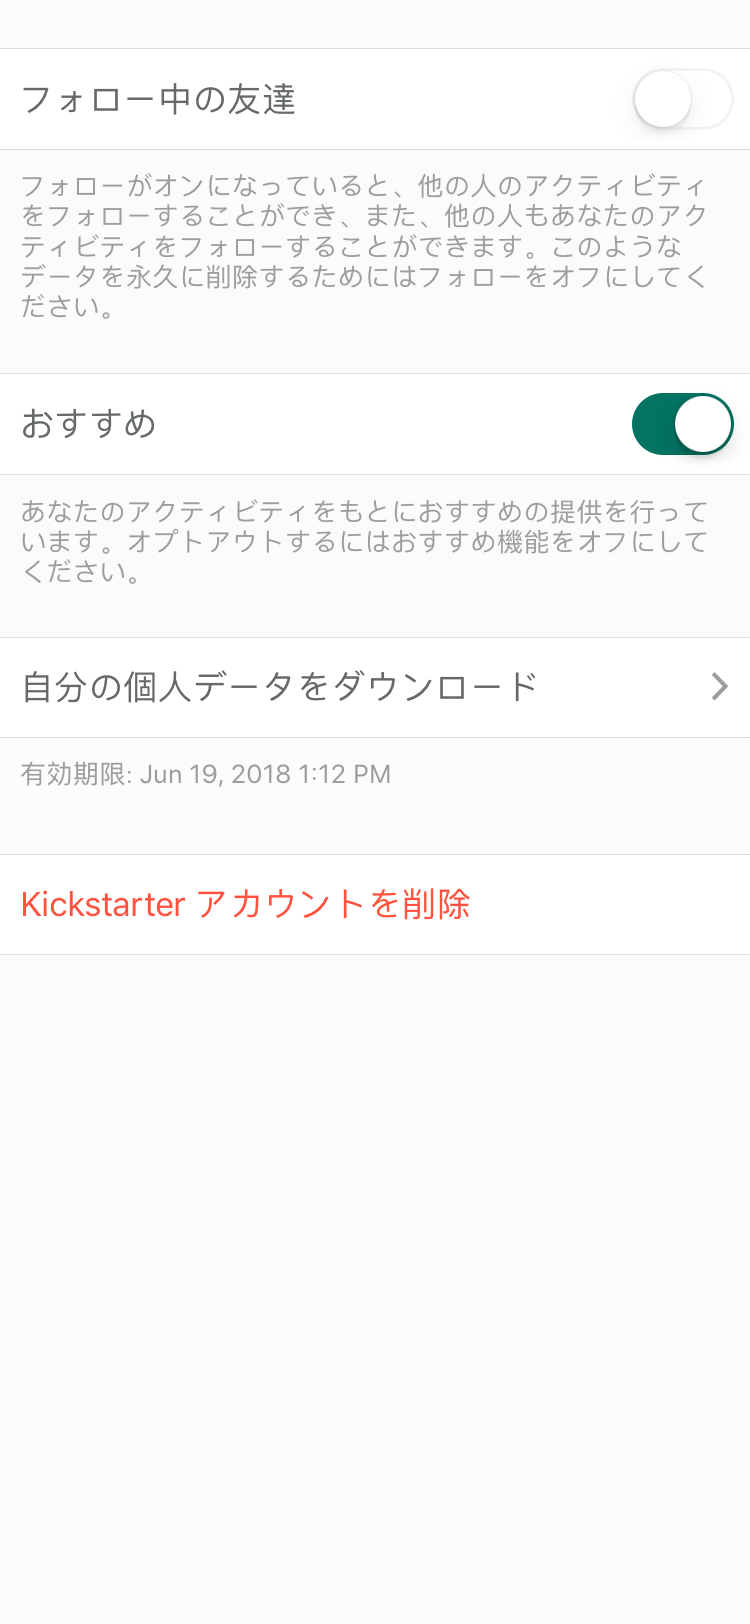 フォロー中の友達
フォローがオンになっていると、他の人のアクティビティ
をフォローすることができ、また、他の人もあなたのアク
ティビティをフォローすることができます。このような
データを永久に削除するためにはフォローをオフにしてく
ださい。
おすすめ
あなたのアクティビティをもとにおすすめの提供を行って
います。オプトアウトするにはおすすめ機能をオフにして
ください。
自分の個人データをダウンロード
有効期限: Jun 19, 2018 1:12 PM
Kickstarter アカウントを削除